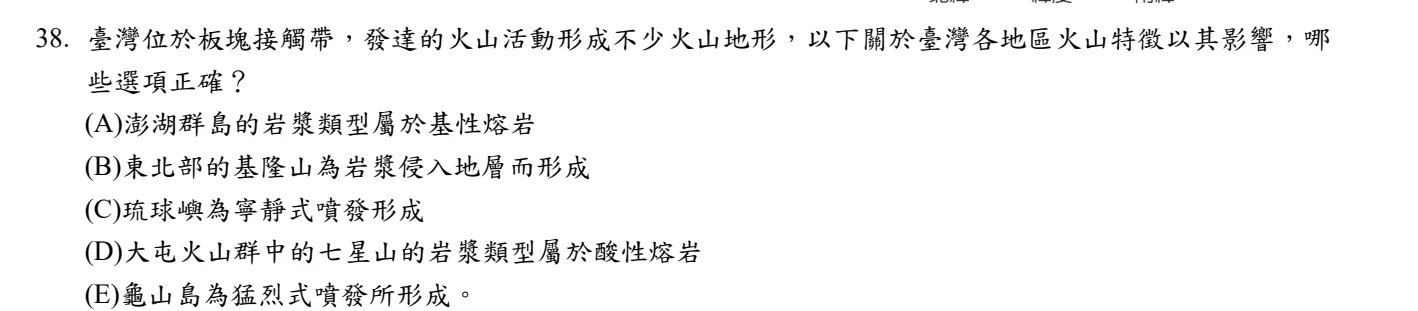 38. 臺灣位於板塊接觸帶，發達的火山活動形成不少火山地形，以下關於臺灣各地區火山特徵以其影響，哪
些選項正確？
(A)澎湖群島的岩漿類型屬於基性熔岩
(B)東北部的基隆山為岩漿侵入地層而形成
(C)琉球嶼為寧靜式噴發形成
(D)大屯火山群中的七星山的岩漿類型屬於酸性熔岩
(E)龜山島為猛烈式噴發所形成。